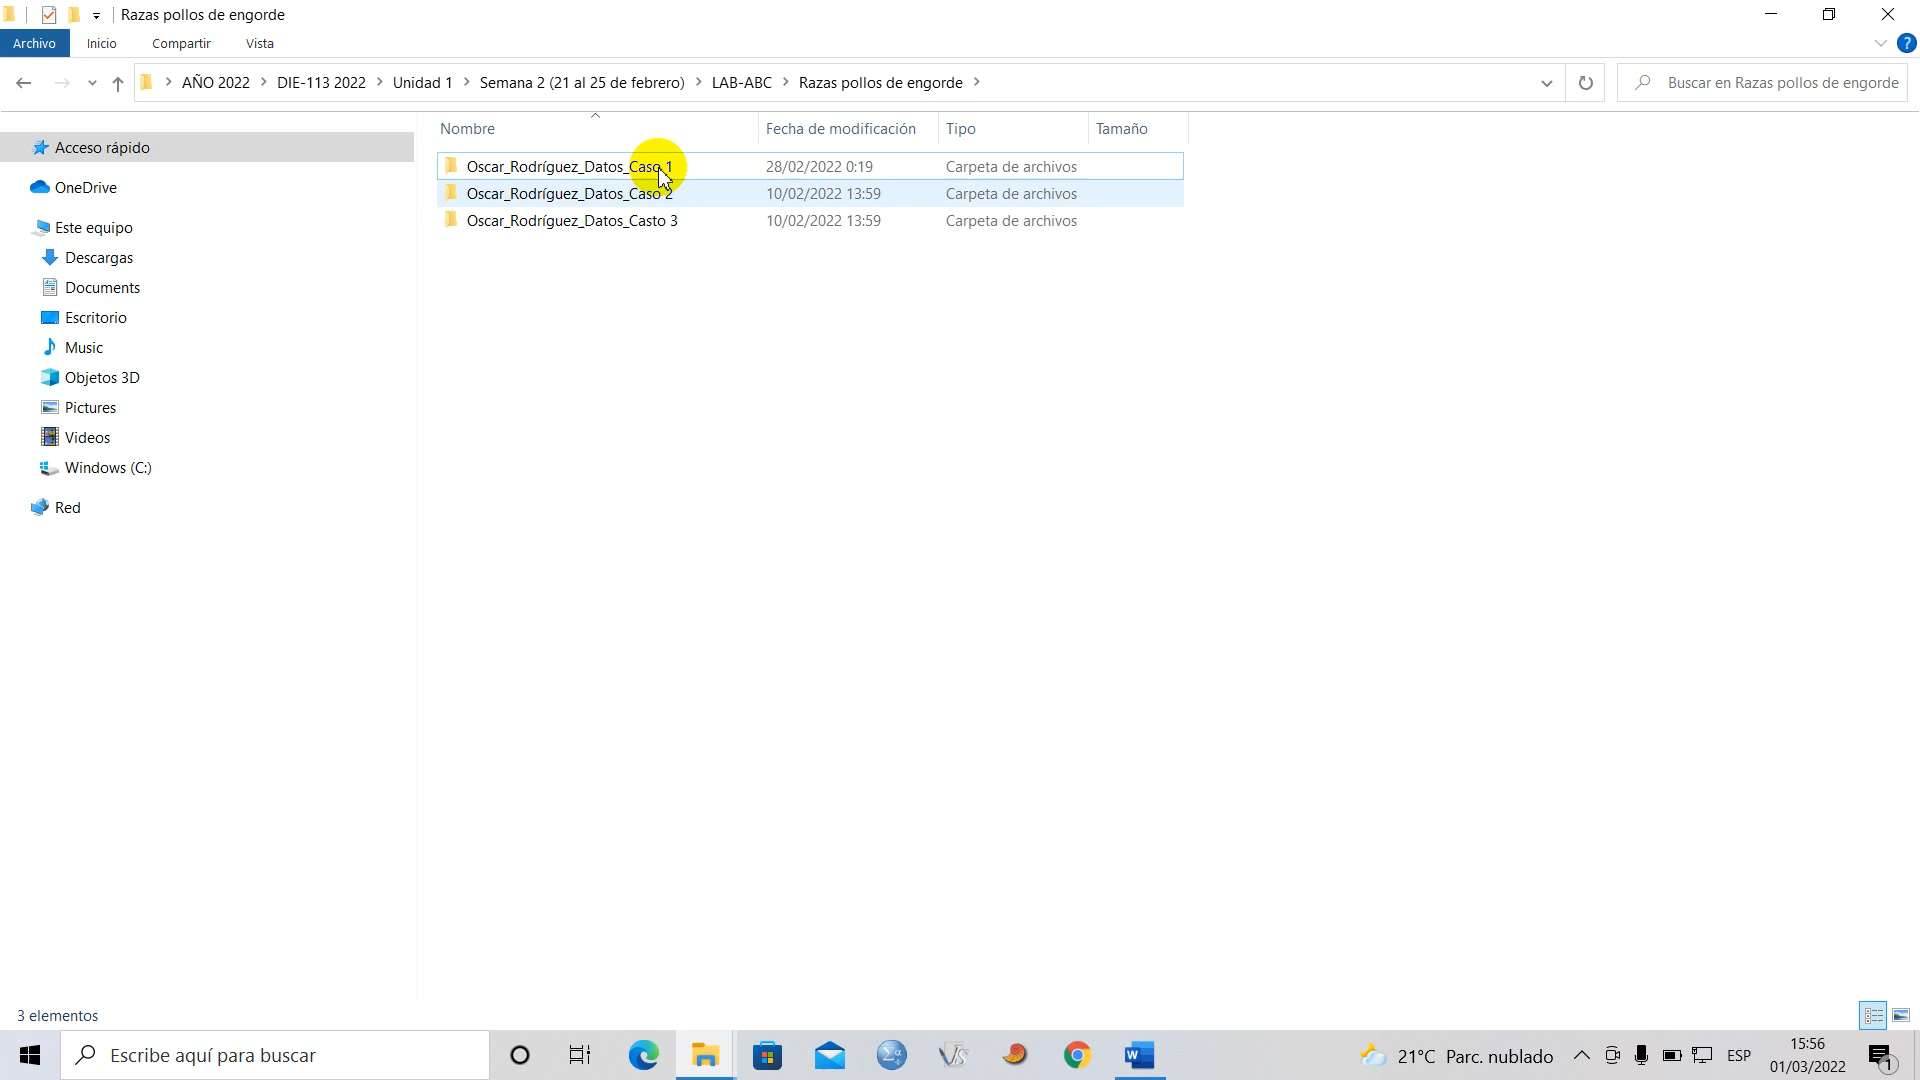 Razas pollos de engorde
Archivo Inicio Compartir Vista
AÑO 2022 DIE-113 2022 Unidad 1 Semana 2 (21 al 25 de febrero) LAB-ABC Razas pollos de engorde
Buscar en Razas pollos de engorde
Nombre Fecha de modificación Tipo Tamaño
Oscar_Rodríguez_Datos_Caso 1 28/02/2022 0:19 Carpeta de archivos
Oscar_Rodríguez_Datos_Caso 2 10/02/2022 13:59 Carpeta de archivos
Oscar_Rodríguez_Datos_Casto 3 10/02/2022 13:59 Carpeta de archivos
Acceso rápido
OneDrive
Este equipo
Descargas
Documents
Escritorio
Music
Objetos 3D
Pictures
Videos
Windows (C:)
Red
3 elementos
Escribe aquí para buscar
21°C Parc. nublado
ESP
15:56
01/03/2022
1